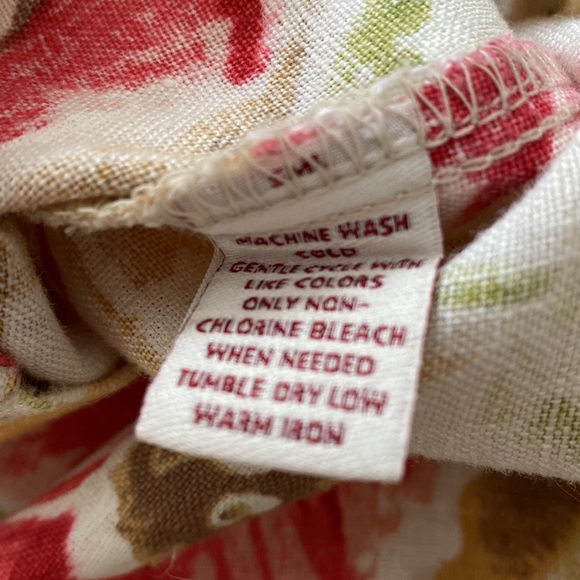 MACHINE WASH
COLD
GENTLE CYCLE WITH
LIKE COLORS
ONLY NON-
CHLORINE BLEACH
WHEN NEEDED
TUMBLE DRY LOW
WARM IRON